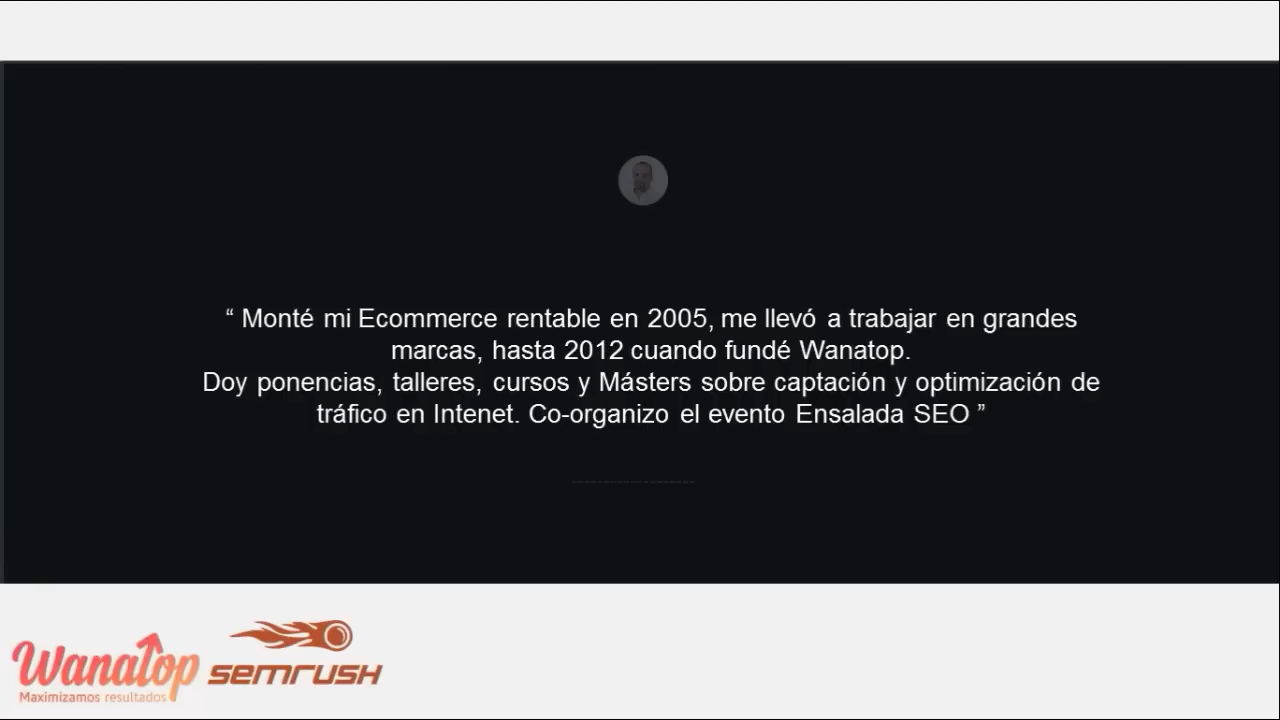 “ Monté mi Ecommerce rentable en 2005, me llevó a trabajar en grandes
marcas, hasta 2012 cuando fundé Wanatop.
Doy ponencias, talleres, cursos y Másters sobre captación y optimización de
tráfico en Intenet. Co-organizo el evento Ensalada SEO ”
Wanatop
Maximizamos resultados
semrush